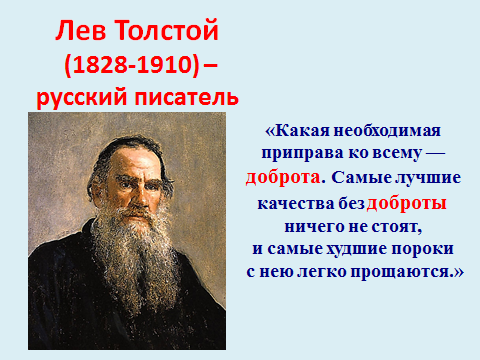 Лев Толстой
(1828-1910) –
русский писатель
«Какая необходимая
приправа ко всему —
доброта. Самые лучшие
качества без доброты
ничего не стоят,
и самые худшие пороки
с нею легко прощаются.»